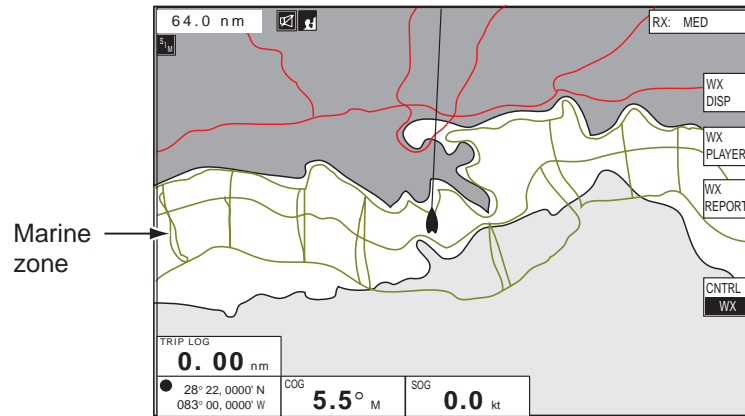 64.0 nm
RX: MED
SIM
WX
DISP
WX
PLAYER
WX
REPORT
Marine
zone
CNTRL
WX
TRIP LOG
0. 00 nm
28° 22, 0000' N
083° 00, 0000' W
COG
5.5° M
SOG
0.0 kt